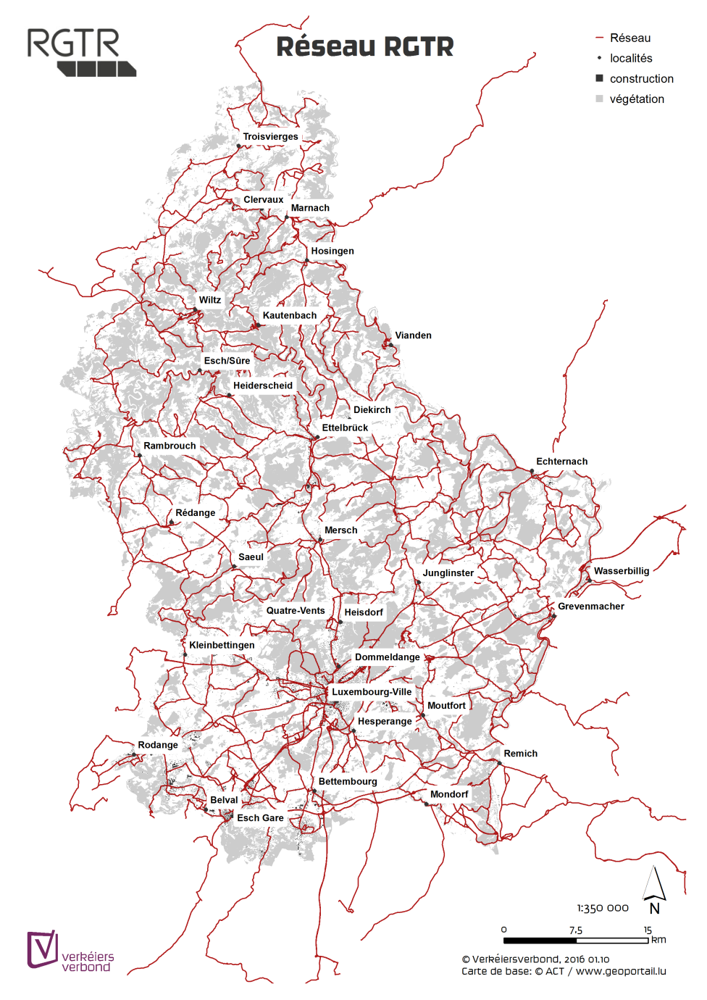 RGTR
Réseau RGTR
Réseau
localités
construction
végétation
Troisvierges
Clervaux
Marnach
Hosingen
Wiltz
Kautenbach
Vianden
Esch/Sûre
Heiderscheid
Diekirch
Ettelbrück
Rambrouch
Echternach
Rédange
Mersch
Saeul
Junglinster
Wasserbillig
Quatre-Vents
Heisdorf
Grevenmacher
Kleinbettingen
Dommeldange
Luxembourg-Ville
Moutfort
Hesperange
Rodange
Remich
Bettembourg
Belval
Mondorf
Esch Gare
1:350 000
N
0 7,5 15
km
verkéiers
verbond
© Verkéiersverbond, 2016 01.10
Carte de base: © ACT / www.geoportail.lu